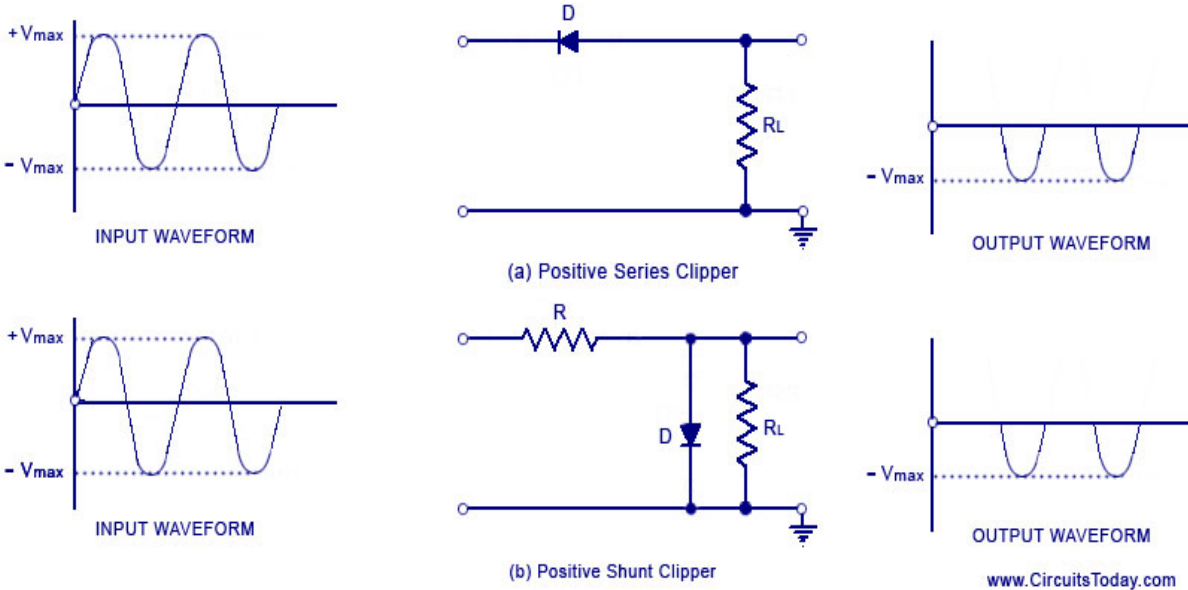 +Vmax
- Vmax
INPUT WAVEFORM
D
RL
(a) Positive Series Clipper
- Vmax
OUTPUT WAVEFORM
+Vmax
- Vmax
INPUT WAVEFORM
R
D
RL
(b) Positive Shunt Clipper
- Vmax
OUTPUT WAVEFORM
www.CircuitsToday.com